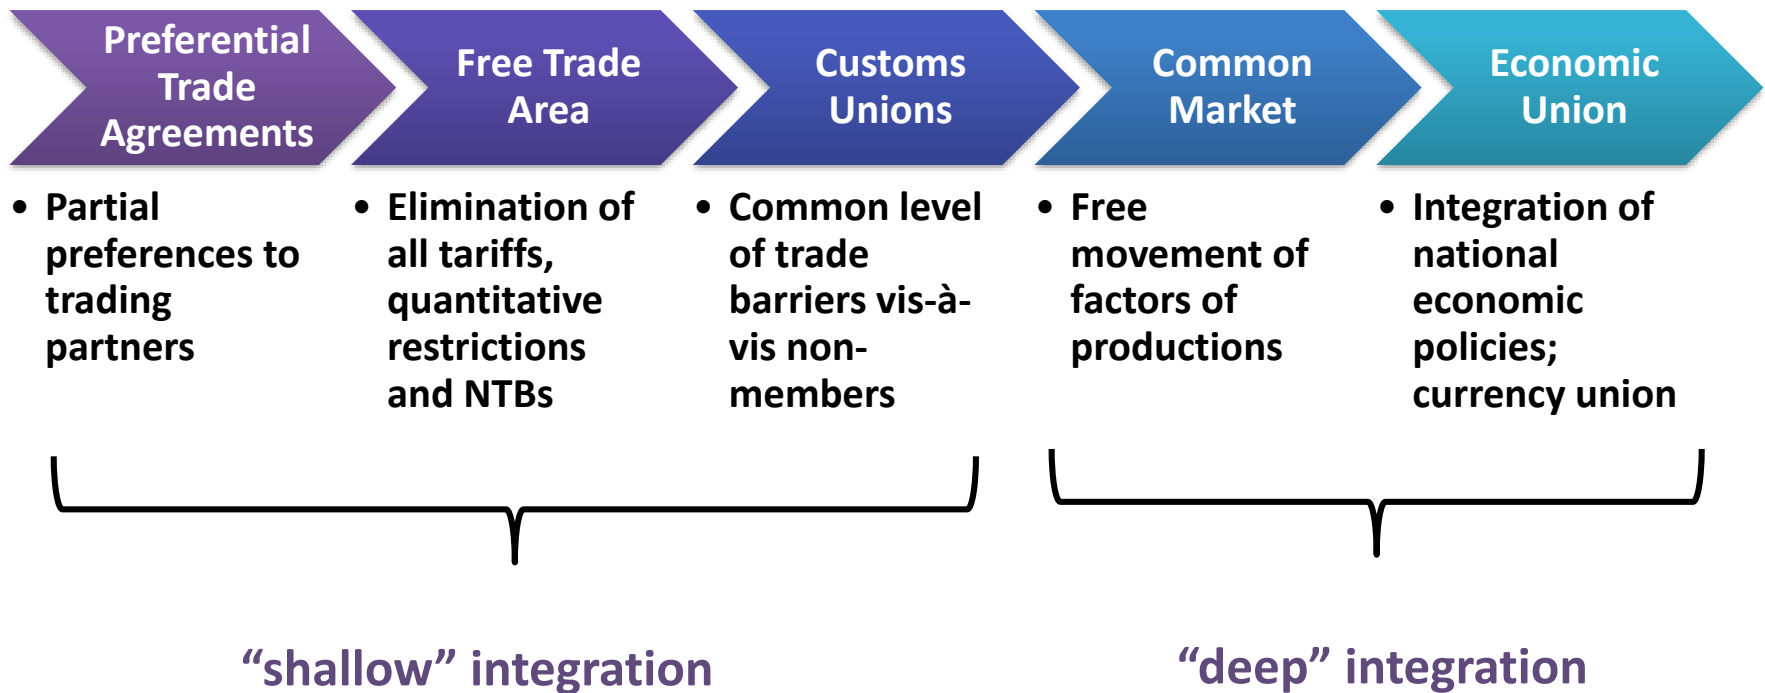 Preferential
Trade
Agreements
Free Trade
Area
Customs
Unions
Common
Market
Economic
Union
• Partial
preferences to
trading
partners
• Elimination of
all tariffs,
quantitative
restrictions
and NTBs
• Common level
of trade
barriers vis-à-
vis non-
members
• Free
movement of
factors of
productions
• Integration of
national
economic
policies;
currency union
“shallow” integration
“deep” integration